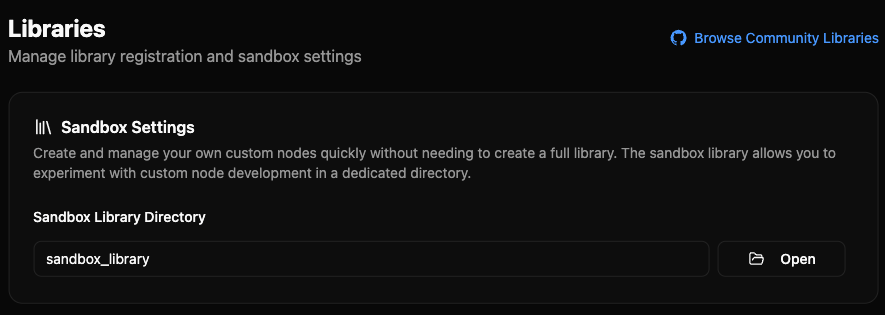 Libraries
Manage library registration and sandbox settings
Browse Community Libraries
Sandbox Settings
Create and manage your own custom nodes quickly without needing to create a full library. The sandbox library allows you to
experiment with custom node development in a dedicated directory.
Sandbox Library Directory
sandbox_library
Open